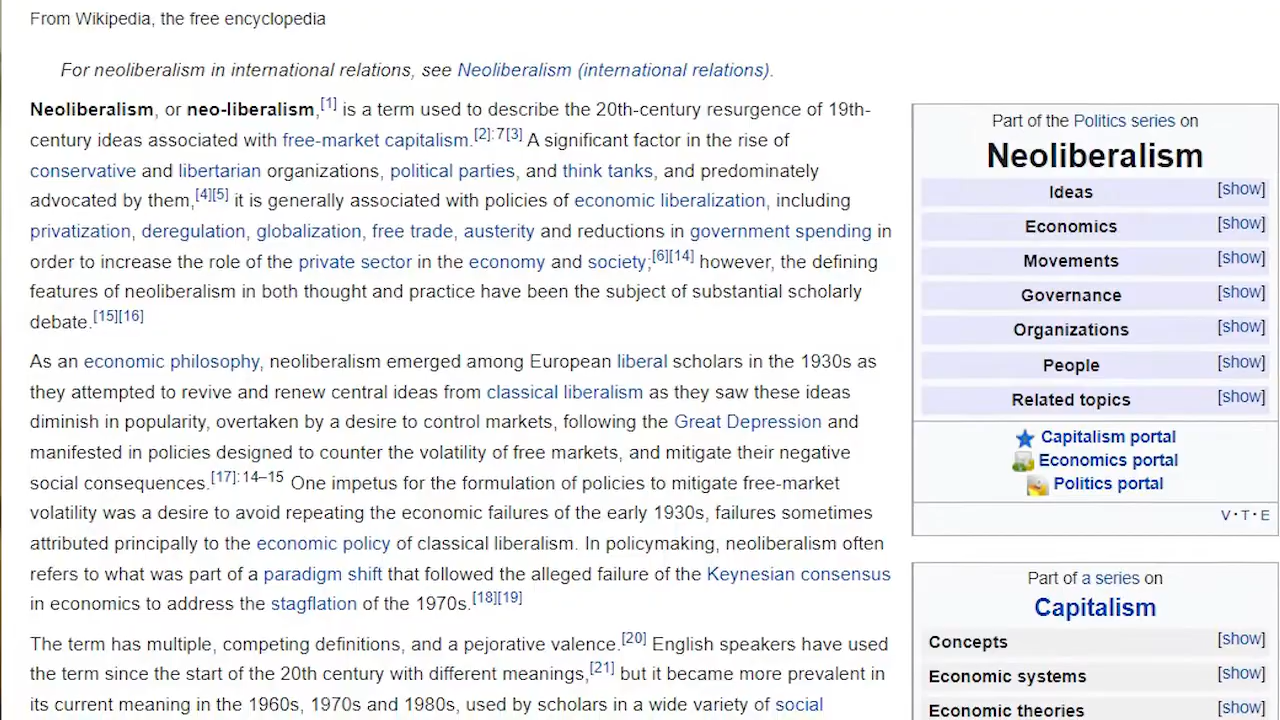 From Wikipedia, the free encyclopedia
For neoliberalism in international relations, see Neoliberalism (international relations).
Neoliberalism, or neo-liberalism,[1] is a term used to describe the 20th-century resurgence of 19th-
century ideas associated with free-market capitalism.[2]:7[3] A significant factor in the rise of
conservative and libertarian organizations, political parties, and think tanks, and predominately
advocated by them,[4][5] it is generally associated with policies of economic liberalization, including
privatization, deregulation, globalization, free trade, austerity and reductions in government spending in
order to increase the role of the private sector in the economy and society;[6][14] however, the defining
features of neoliberalism in both thought and practice have been the subject of substantial scholarly
debate.[15][16]
As an economic philosophy, neoliberalism emerged among European liberal scholars in the 1930s as
they attempted to revive and renew central ideas from classical liberalism as they saw these ideas
diminish in popularity, overtaken by a desire to control markets, following the Great Depression and
manifested in policies designed to counter the volatility of free markets, and mitigate their negative
social consequences.[17]:14–15 One impetus for the formulation of policies to mitigate free-market
volatility was a desire to avoid repeating the economic failures of the early 1930s, failures sometimes
attributed principally to the economic policy of classical liberalism. In policymaking, neoliberalism often
refers to what was part of a paradigm shift that followed the alleged failure of the Keynesian consensus
in economics to address the stagflation of the 1970s.[18][19]
The term has multiple, competing definitions, and a pejorative valence.[20] English speakers have used
the term since the start of the 20th century with different meanings,[21] but it became more prevalent in
its current meaning in the 1960s, 1970s and 1980s, used by scholars in a wide variety of social
Part of the Politics series on
Neoliberalism
Ideas [show]
Economics [show]
Movements [show]
Governance [show]
Organizations [show]
People [show]
Related topics [show]
Capitalism portal
Economics portal
Politics portal
V·T·E
Part of a series on
Capitalism
Concepts [show]
Economic systems [show]
Economic theories [show]